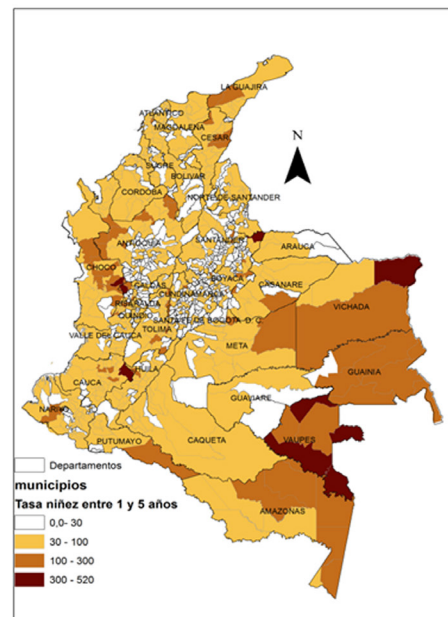 N
LA GUAJIRA
ATLANTICO
MAGDALENA
CESAR
SUCRE
BOLIVAR
CORDOBA
NORTE DE SANTANDER
ANTIOQUIA
SANTANDER
ARAUCA
CHOCO
BOYACA
CALDAS
CASANARE
CUNDINAMARCA
RISARALDA
VICHADA
QUINDIO
SANTAFE DE BOGOTA D. C.
TOLIMA
VALLE DEL CAUCA
META
GUAINIA
HUILA
CAUCA
GUAVIARE
NARIÑO
VAUPES
PUTUMAYO
CAQUETA
AMAZONAS
Departamentos
municipios
Tasa niñez entre 1 y 5 años
0,0- 30
30 - 100
100 - 300
300 - 520